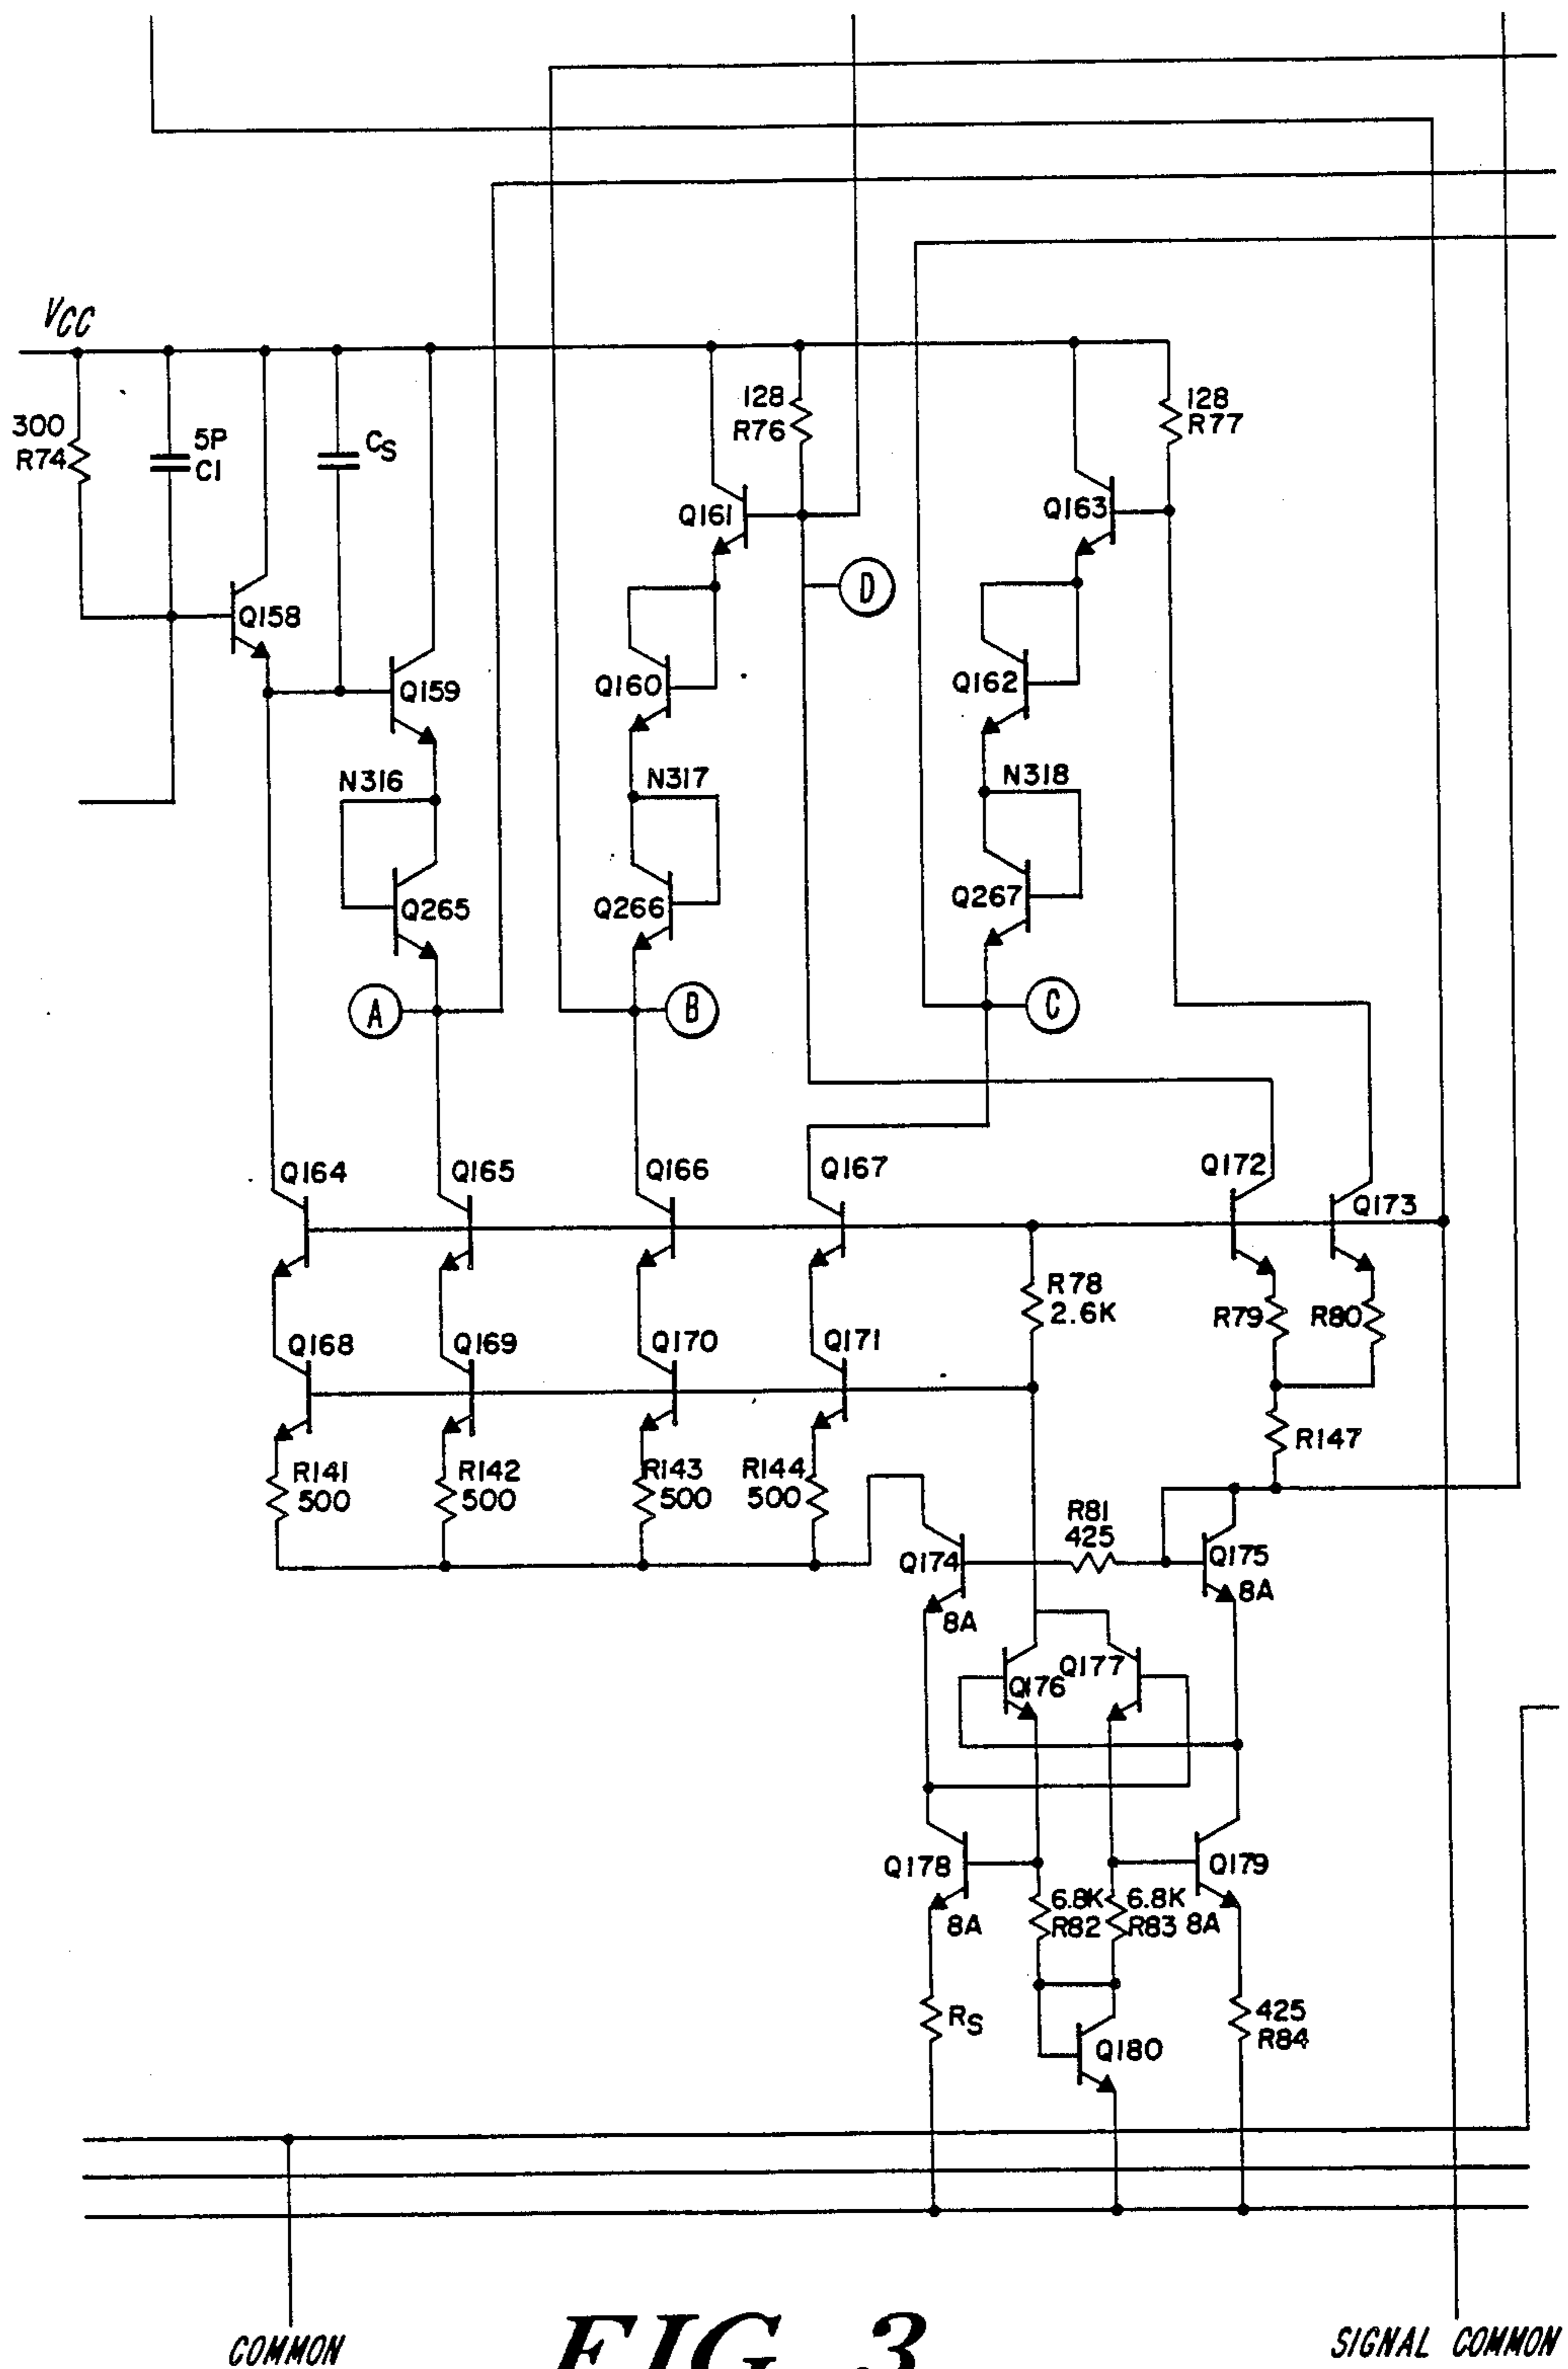 VCC
300
R74
5P
C1
CS
128
R76
128
R77
Q161
Q163
D
Q158
Q159
Q160
Q162
N316
N317
N318
Q265
Q266
Q267
A
B
C
Q164
Q165
Q166
Q167
Q172
Q173
R78
2.6K
R79
R80
Q168
Q169
Q170
Q171
R147
R141
500
R142
500
R143
500
R144
500
R81
425
Q174
8A
Q175
8A
Q176
Q177
Q178
8A
Q179
8A
6.8K
R82
6.8K
R83
RS
Q180
425
R84
COMMON
FIG. 3
SIGNAL COMMON